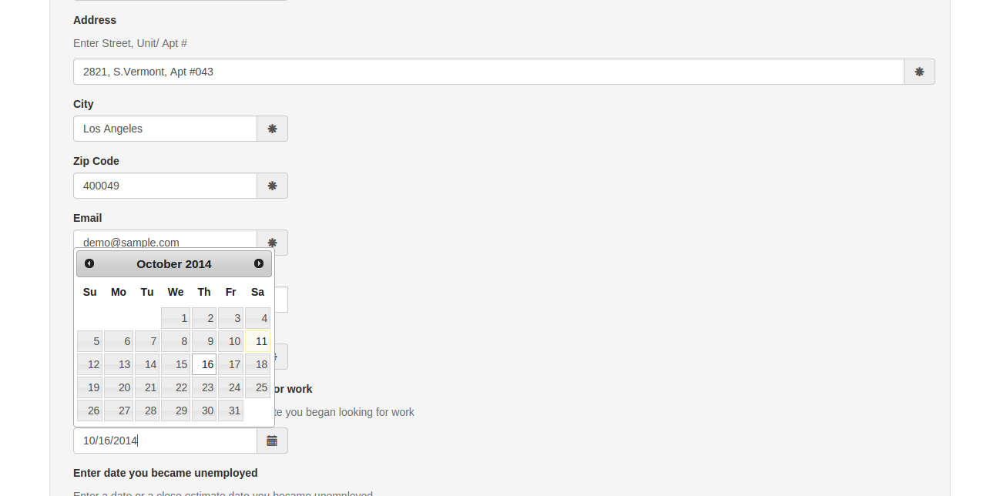 Address
Enter Street, Unit/ Apt #
2821, S.Vermont, Apt #043
City
Los Angeles
Zip Code
400049
Email
demo@sample.com
October 2014
Su Mo Tu We Th Fr Sa
1 2 3 4
5 6 7 8 9 10 11
12 13 14 15 16 17 18
19 20 21 22 23 24 25
26 27 28 29 30 31
work
you began looking for work
10/16/2014
Enter date you became unemployed
Enter a date or a close estimate date you became unemployed